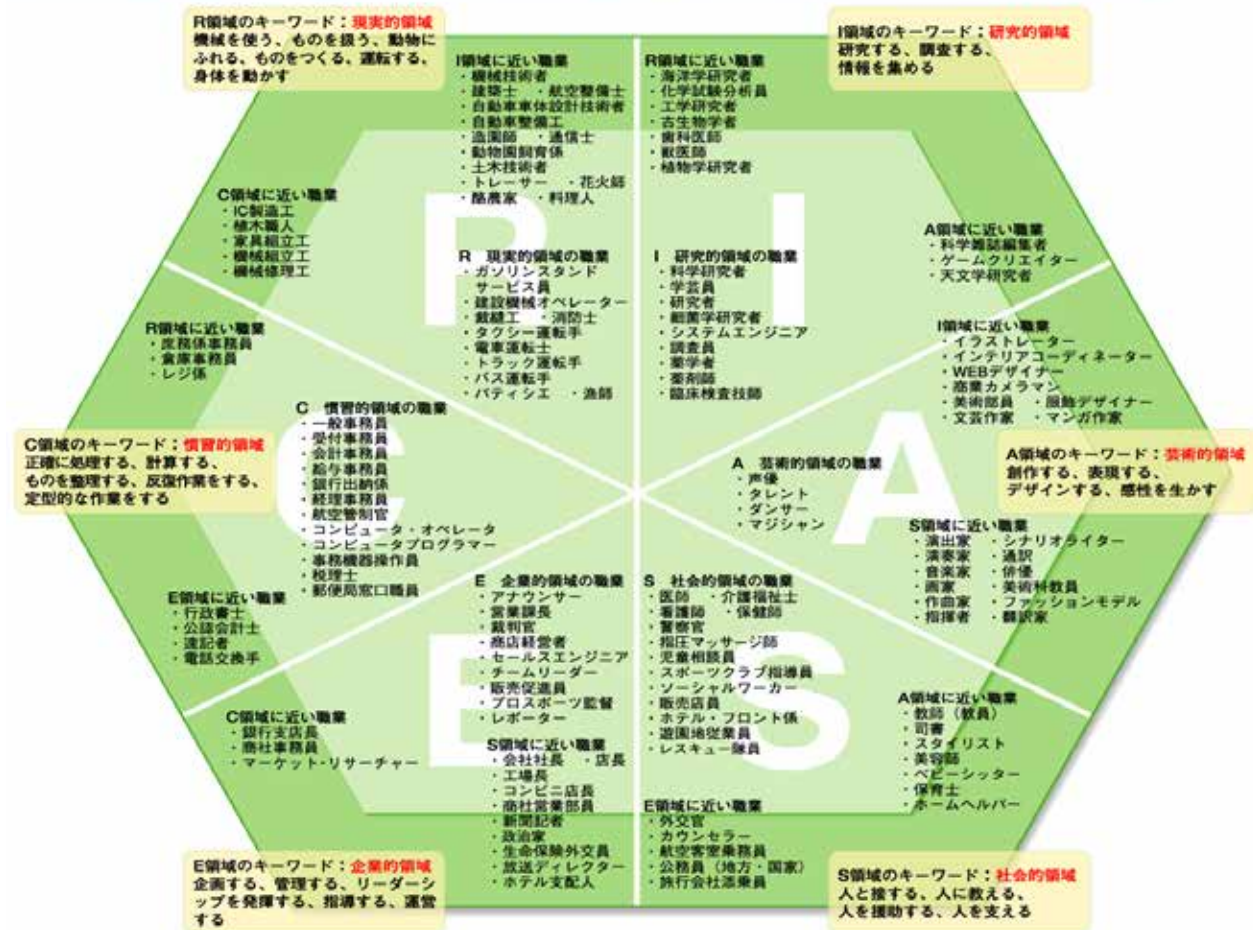 R領域のキーワード：現実的領域
機械を使う、ものを扱う、動物に
ふれる、ものをつくる、運転する、
身体を動かす
I領域のキーワード：研究的領域
研究する、調査する、
情報を集める
I領域に近い職業
・機械技術者
・建築士　・航空整備士
・自動車車体設計技術者
・自動車整備工
・造園師　・通信士
・動物園飼育係
・土木技術者
・トレーサー　・花火師
・酪農家　・料理人
R領域に近い職業
・海洋学研究者
・化学試験分析員
・工学研究者
・古生物学者
・歯科医師
・獣医師
・植物学研究者
C領域に近い職業
・IC製造工
・植木職人
・家具組立工
・機械組立工
・機械修理工
R　現実的領域の職業
・ガソリンスタンド
サービス員
・建設機械オペレーター
・裁縫工　・消防士
・タクシー運転手
・電車運転士
・トラック運転手
・バス運転手
・パティシエ　・漁師
I　研究的領域の職業
・科学研究者
・学芸員
・研究者
・細菌学研究者
・システムエンジニア
・調査員
・薬学者
・薬剤師
・臨床検査技師
A領域に近い職業
・科学雑誌編集者
・ゲームクリエイター
・天文学研究者
R領域に近い職業
・庶務係事務員
・倉庫事務員
・レジ係
I領域に近い職業
・イラストレーター
・インテリアコーディネーター
・WEBデザイナー
・商業カメラマン
・美術部員　・服飾デザイナー
・文芸作家　・マンガ作家
C領域のキーワード：慣習的領域
正確に処理する、計算する、
ものを整理する、反復作業をする、
定型的な作業をする
C　慣習的領域の職業
・一般事務員
・受付事務員
・会計事務員
・給与事務員
・銀行出納係
・経理事務員
・航空管制官
・コンピュータ・オペレータ
・コンピュータプログラマー
・事務機器操作員
・税理士
・郵便局窓口職員
A　芸術的領域の職業
・声優
・タレント
・ダンサー
・マジシャン
A領域のキーワード：芸術的領域
創作する、表現する、
デザインする、感性を生かす
S領域に近い職業
・演出家　・シナリオライター
・演奏家　・通訳
・音楽家　・俳優
・画家　・美術科教員
・作曲家　・ファッションモデル
・指揮者　・翻訳家
E領域に近い職業
・行政書士
・公認会計士
・速記者
・電話交換手
E　企業的領域の職業
・アナウンサー
・営業課長
・裁判官
・商店経営者
・セールスエンジニア
・チームリーダー
・販売促進員
・プロスポーツ監督
・レポーター
S　社会的領域の職業
・医師　・介護福祉士
・看護師　・保健師
・警察官
・指圧マッサージ師
・児童相談員
・スポーツクラブ指導員
・ソーシャルワーカー
・販売店員
・ホテル・フロント係
・遊園地従業員
・レスキュー隊員
C領域に近い職業
・銀行支店長
・商社事務員
・マーケット・リサーチャー
S領域に近い職業
・会社社長　・店長
・工場長
・コンビニ店長
・商社営業部員
・新聞記者
・政治家
・生命保険外交員
・放送ディレクター
・ホテル支配人
E領域に近い職業
・外交官
・カウンセラー
・航空客室乗務員
・公務員（地方・国家）
・旅行会社添乗員
A領域に近い職業
・教師（教員）
・司書
・スタイリスト
・美容師
・ベビーシッター
・保育士
・ホームヘルパー
E領域のキーワード：企業的領域
企画する、管理する、リーダーシ
ップを発揮する、指導する、運営
する
S領域のキーワード：社会的領域
人と接する、人に教える、
人を援助する、人を支える
R
I
C
A
E
S